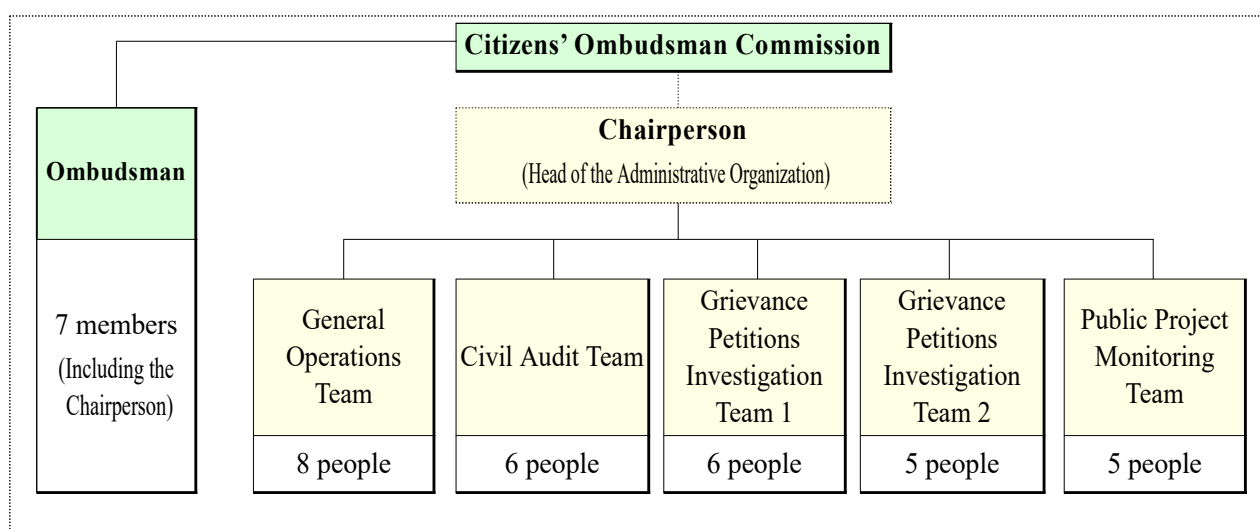 Citizens’ Ombudsman Commission
Ombudsman
7 members
(Including the
Chairperson)
Chairperson
(Head of the Administrative Organization)
General
Operations
Team
8 people
Civil Audit Team
6 people
Grievance
Petitions
Investigation
Team 1
6 people
Grievance
Petitions
Investigation
Team 2
5 people
Public Project
Monitoring
Team
5 people